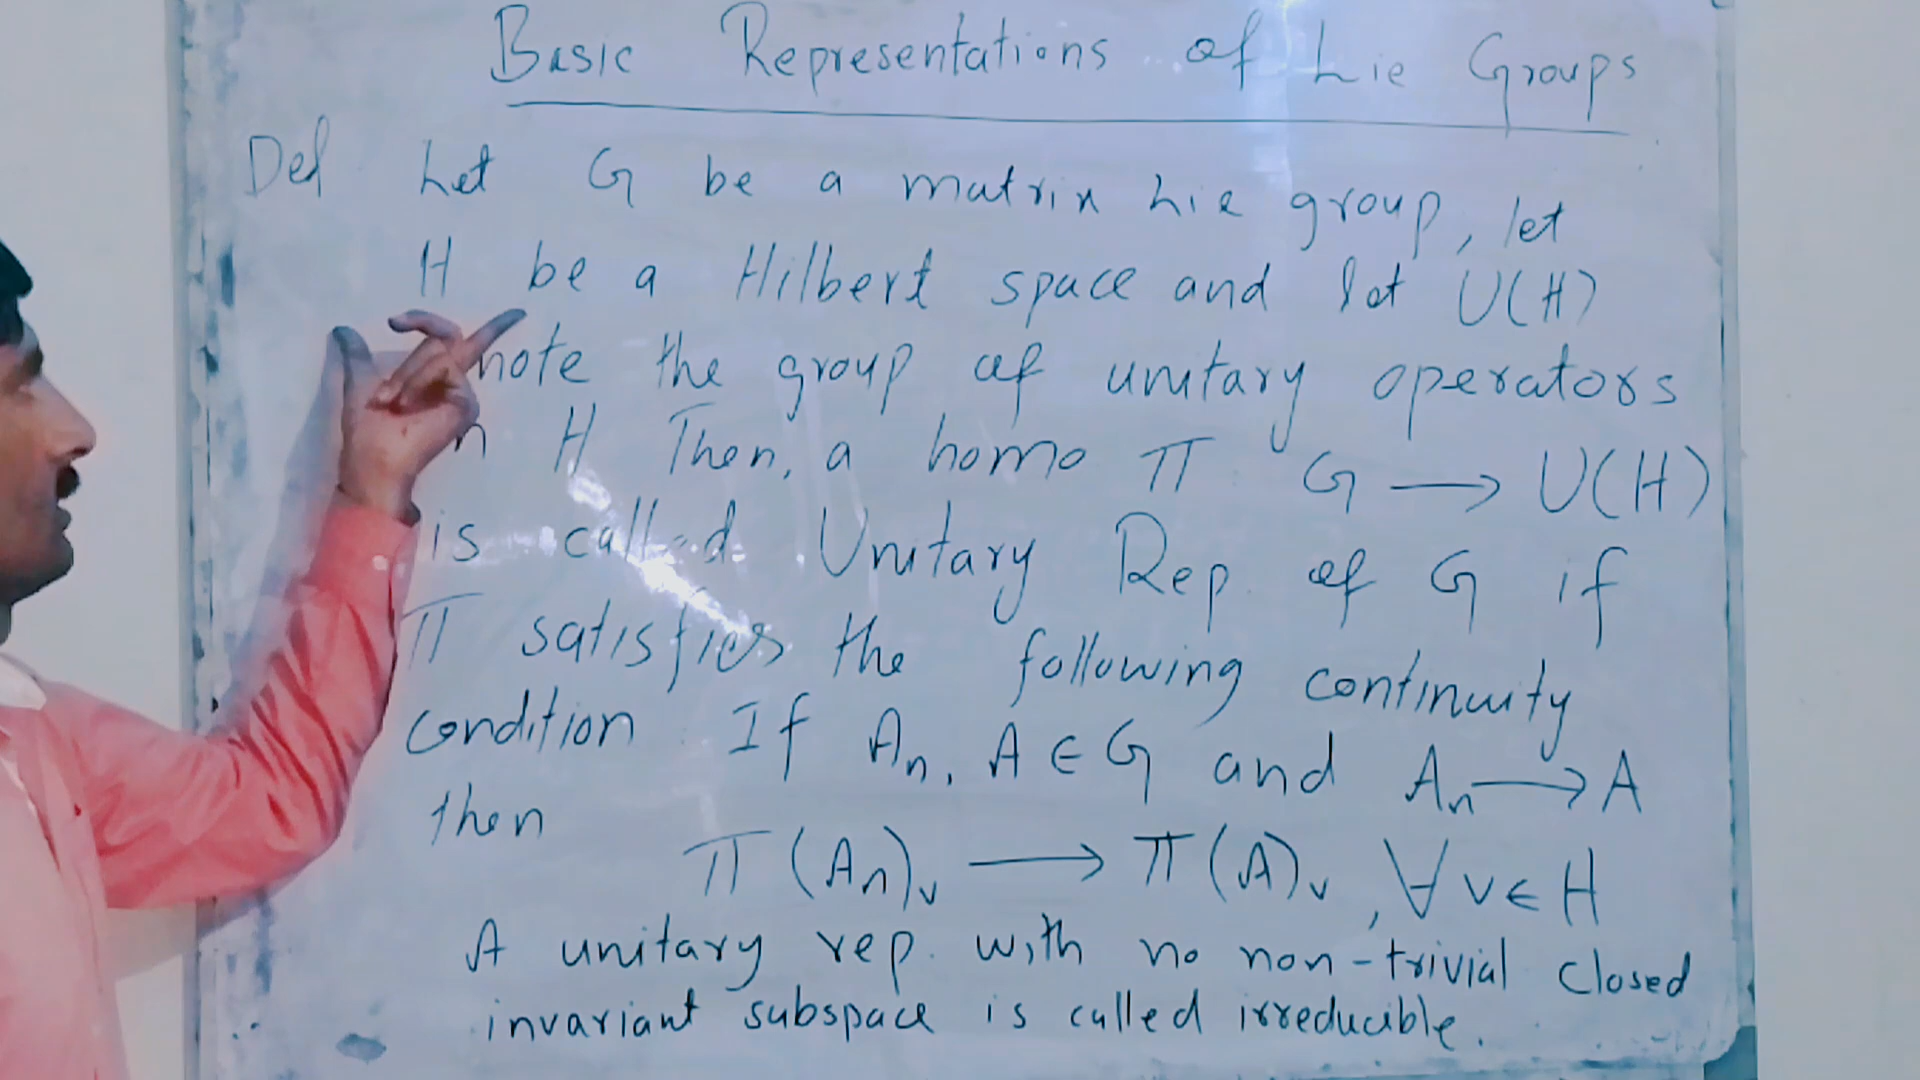 Basic Representations of Lie Groups
Def Let G be a matrix Lie group, let
H be a Hilbert space and let U(H)
note the group of unitary operators
n H Then, a homo π G → U(H)
is called Unitary Rep. of G if
π satisfies the following continuity
condition If Aₙ, A ∈ G and Aₙ → A
then
π(Aₙ)ᵥ → π(A)ᵥ, ∀ v ∈ H
A unitary rep. with no non-trivial closed
invariant subspace is called irreducible.